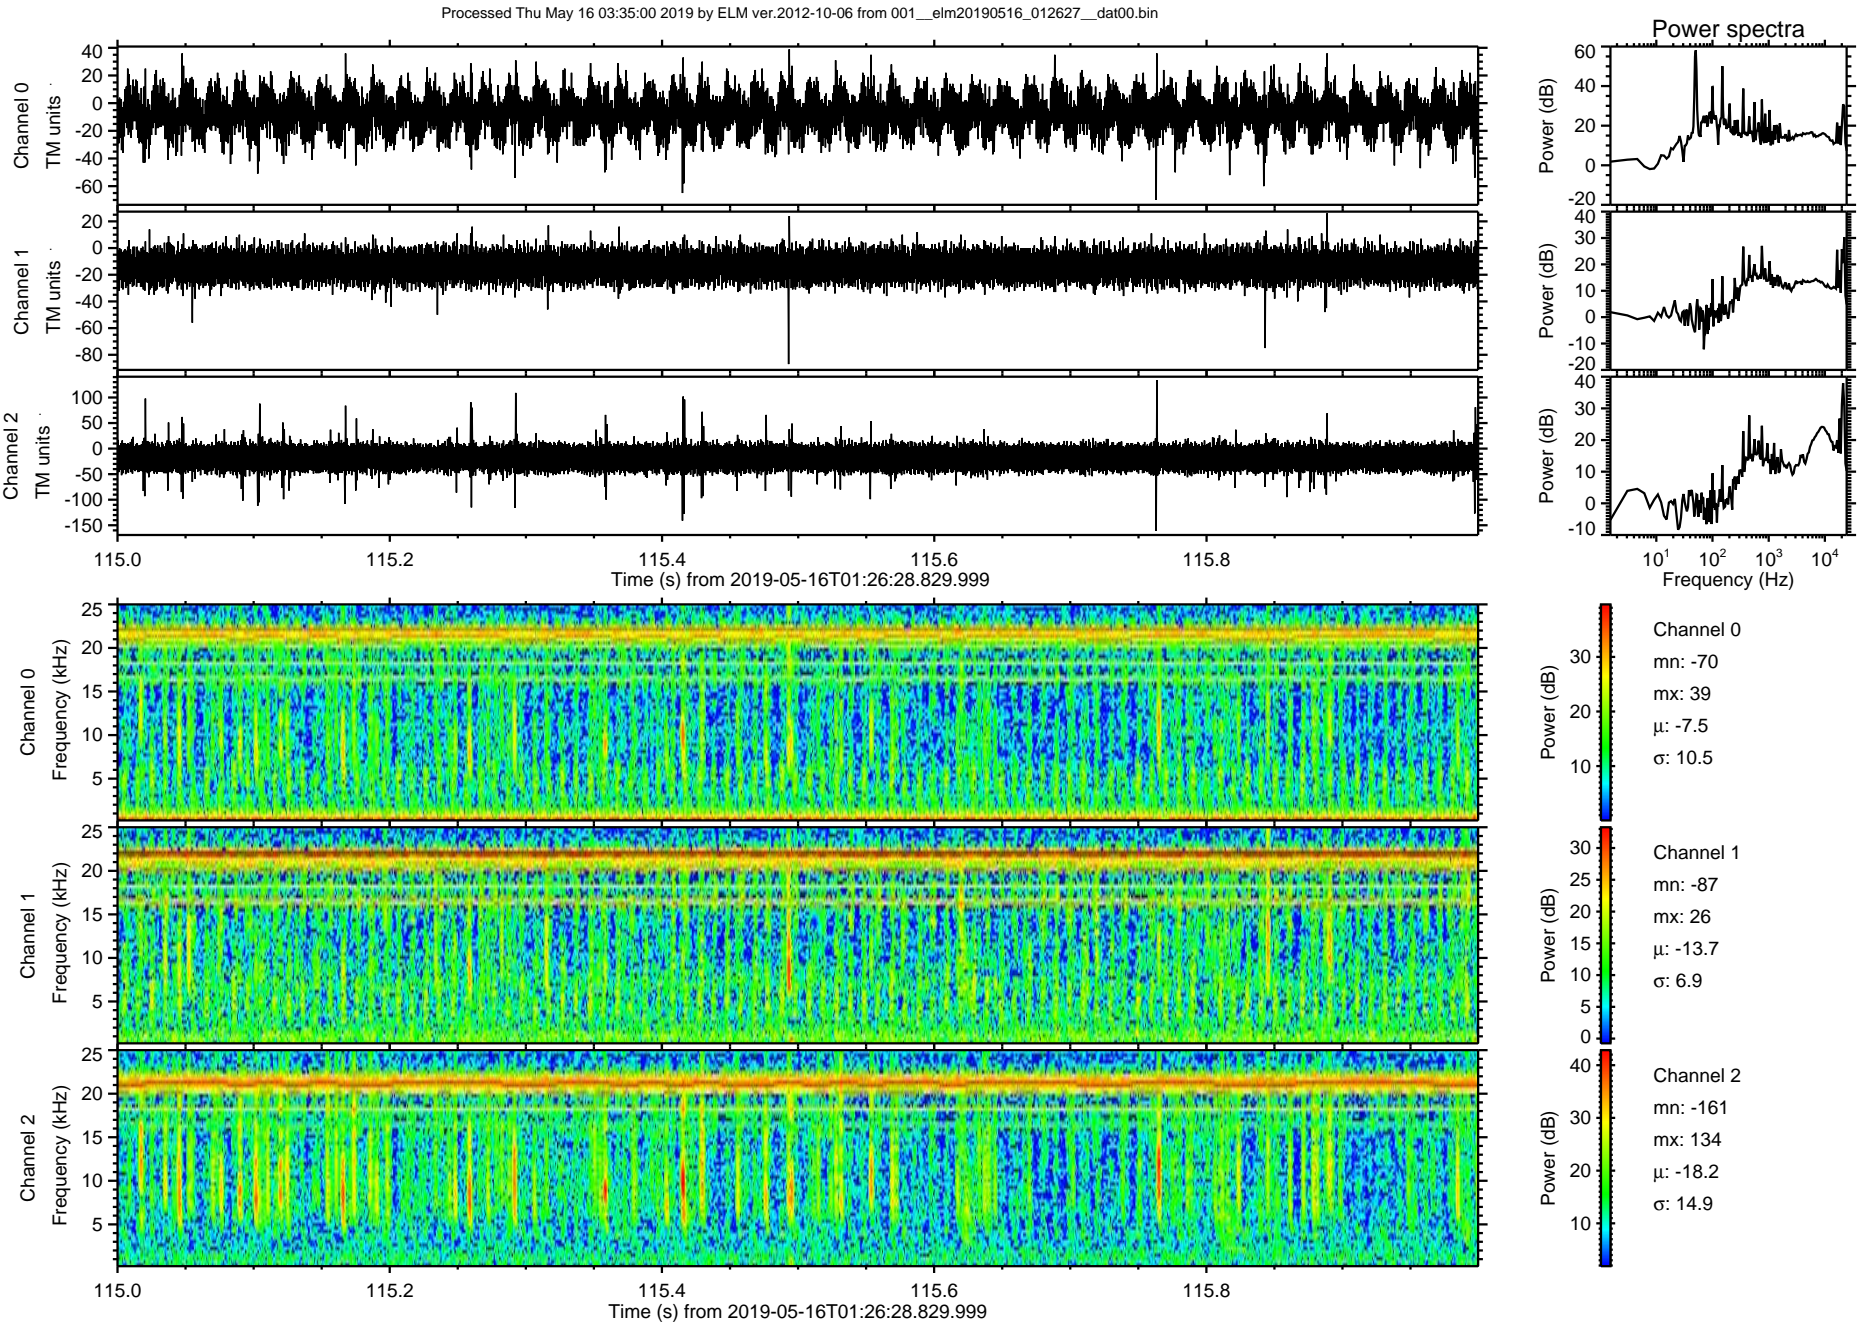 Processed Thu May 16 03:35:00 2019 by ELM ver.2012-10-06 from 001__elm20190516_012627__dat00.bin
Power spectra
Channel 0
TM units
40
20
0
-20
-40
-60
Power (dB)
60
40
20
0
-20
Channel 1
TM units
20
0
-20
-40
-60
-80
Power (dB)
40
30
20
10
0
-10
-20
Channel 2
TM units
100
50
0
-50
-100
-150
Power (dB)
40
30
20
10
0
-10
115.0 115.2 115.4 115.6 115.8
Time (s) from 2019-05-16T01:26:28.829.999
10¹ 10² 10³ 10⁴
Frequency (Hz)
Channel 0
Frequency (kHz)
25
20
15
10
5
Power (dB)
30
20
10
Channel 0
mn: -70
mx: 39
μ: -7.5
σ: 10.5
Channel 1
Frequency (kHz)
25
20
15
10
5
Power (dB)
30
25
20
15
10
5
0
Channel 1
mn: -87
mx: 26
μ: -13.7
σ: 6.9
Channel 2
Frequency (kHz)
25
20
15
10
5
Power (dB)
40
30
20
10
Channel 2
mn: -161
mx: 134
μ: -18.2
σ: 14.9
115.0 115.2 115.4 115.6 115.8
Time (s) from 2019-05-16T01:26:28.829.999